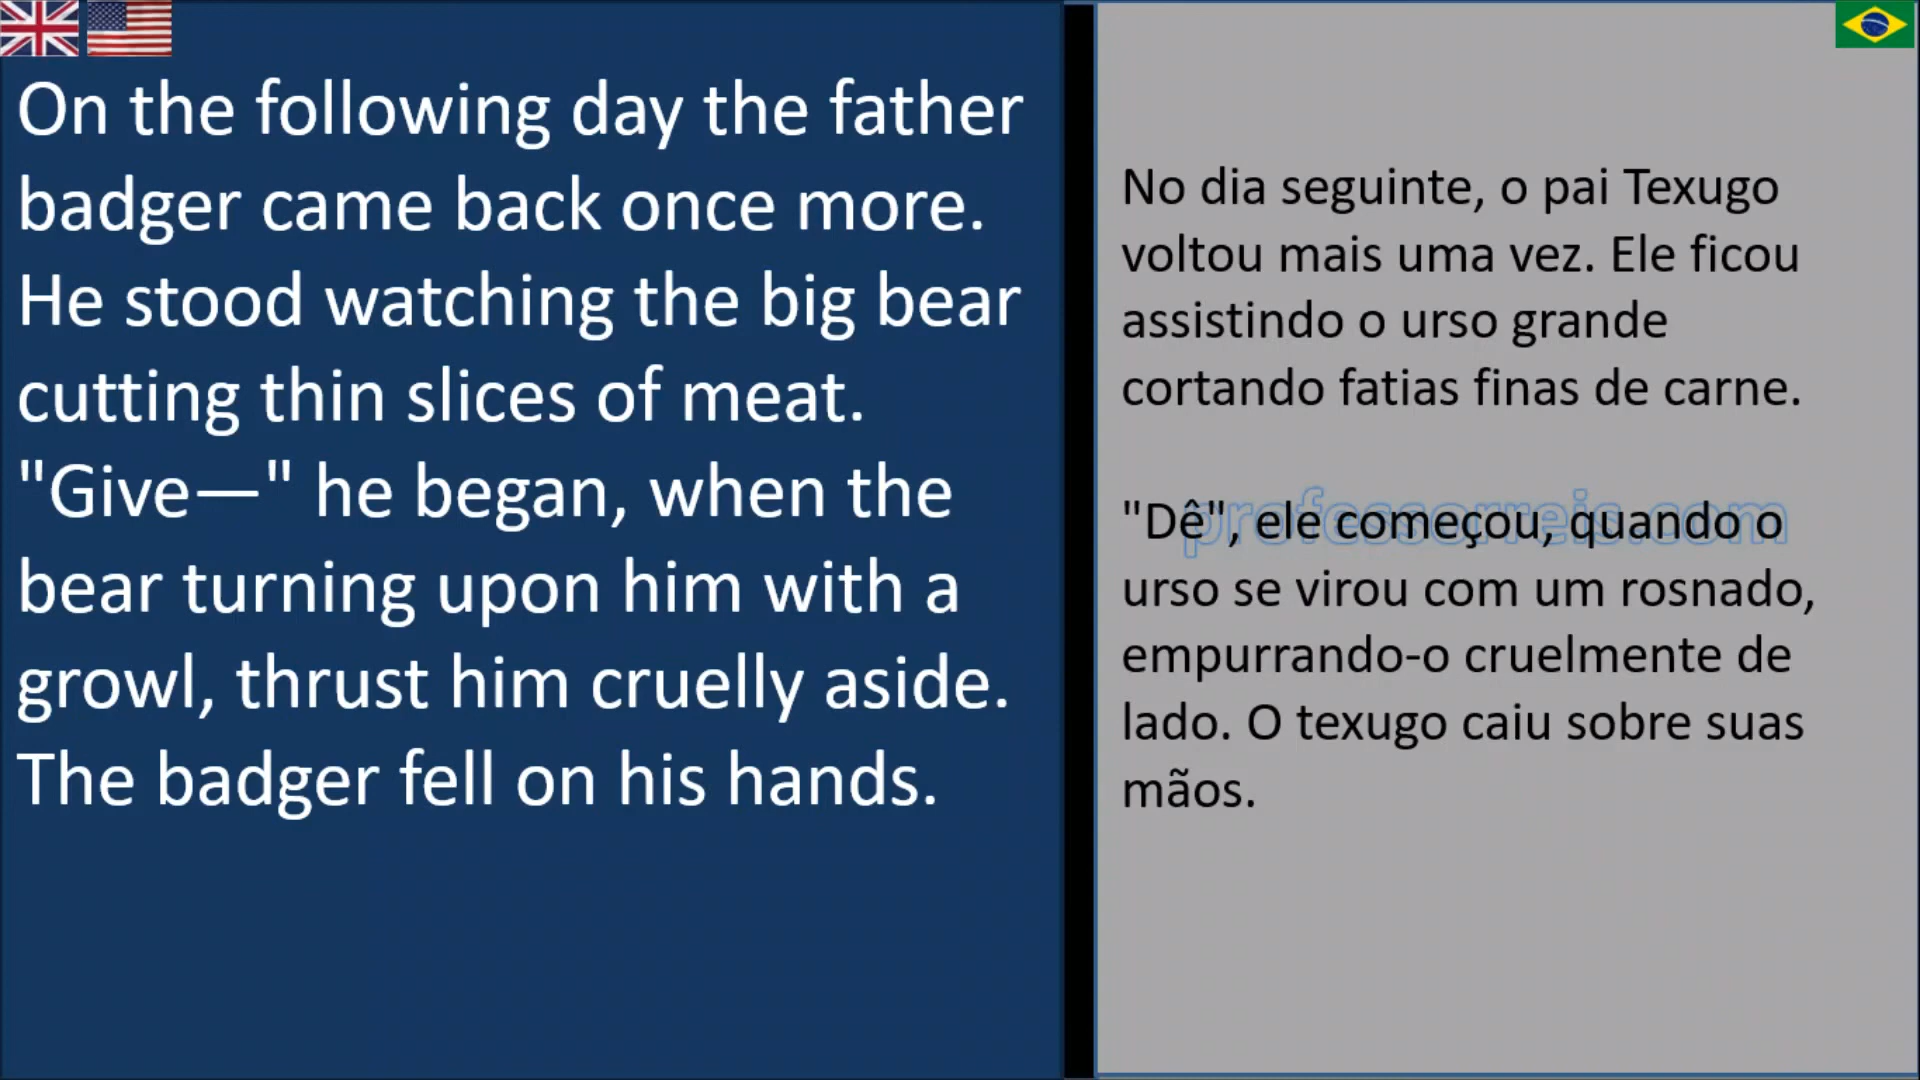 On the following day the father
badger came back once more.
He stood watching the big bear
cutting thin slices of meat.
"Give—" he began, when the
bear turning upon him with a
growl, thrust him cruelly aside.
The badger fell on his hands.
No dia seguinte, o pai Texugo
voltou mais uma vez. Ele ficou
assistindo o urso grande
cortando fatias finas de carne.
professorreis.com
"Dê", ele começou, quando o
urso se virou com um rosnado,
empurrando-o cruelmente de
lado. O texugo caiu sobre suas
mãos.